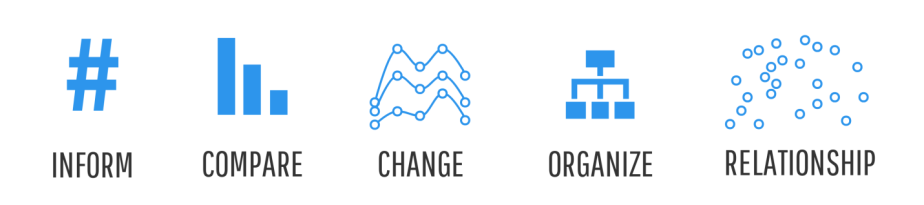 #
INFORM
COMPARE
CHANGE
ORGANIZE
RELATIONSHIP